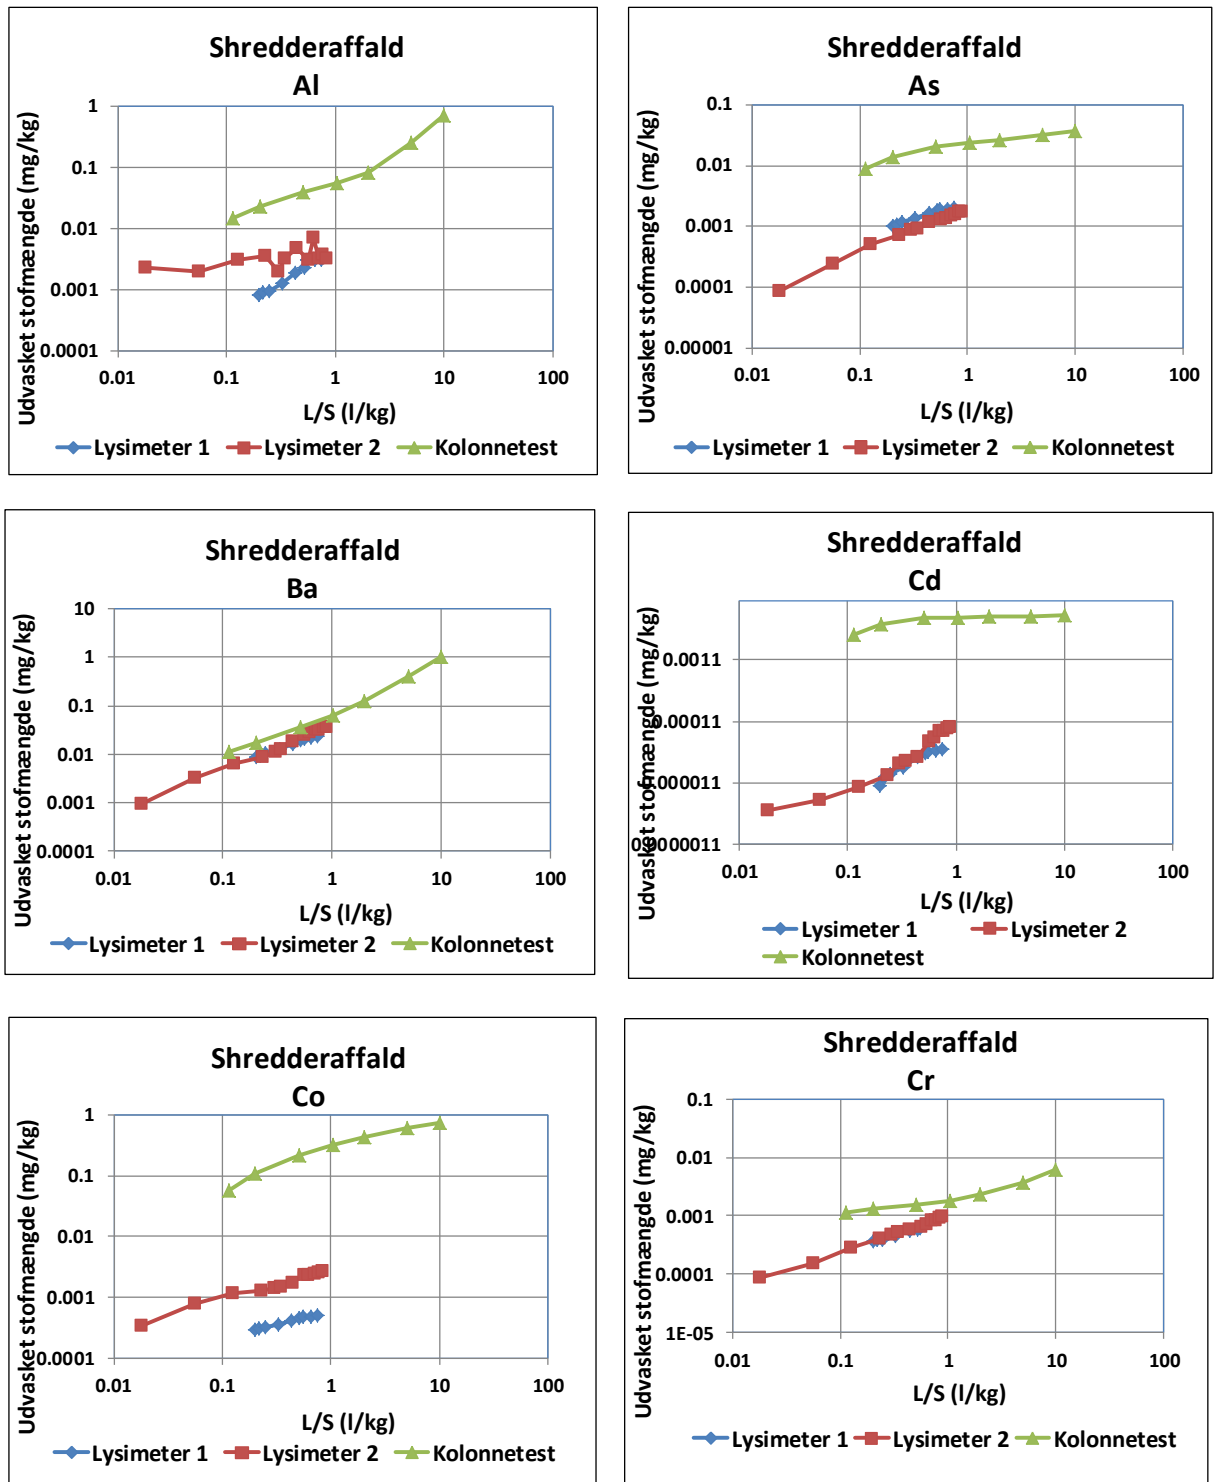 Shredderaffald
Al
Udvasket stofmængde (mg/kg)
1
0.1
0.01
0.001
0.0001
0.01 0.1 1 10 100
L/S (l/kg)
Lysimeter 1 Lysimeter 2 Kolonnetest
Shredderaffald
As
Udvasket stofmængde (mg/kg)
0.1
0.01
0.001
0.0001
0.00001
0.01 0.1 1 10 100
L/S (l/kg)
Lysimeter 1 Lysimeter 2 Kolonnetest
Shredderaffald
Ba
Udvasket stofmængde (mg/kg)
10
1
0.1
0.01
0.001
0.0001
0.01 0.1 1 10 100
L/S (l/kg)
Lysimeter 1 Lysimeter 2 Kolonnetest
Shredderaffald
Cd
Udvasket stofmængde (mg/kg)
0.0011
0.00011
0.000011
0.0000011
0.01 0.1 1 10 100
L/S (l/kg)
Lysimeter 1 Lysimeter 2
Kolonnetest
Shredderaffald
Co
Udvasket stofmængde (mg/kg)
1
0.1
0.01
0.001
0.0001
0.01 0.1 1 10 100
L/S (l/kg)
Lysimeter 1 Lysimeter 2 Kolonnetest
Shredderaffald
Cr
Udvasket stofmængde (mg/kg)
0.1
0.01
0.001
0.0001
1E-05
0.01 0.1 1 10 100
L/S (l/kg)
Lysimeter 1 Lysimeter 2 Kolonnetest